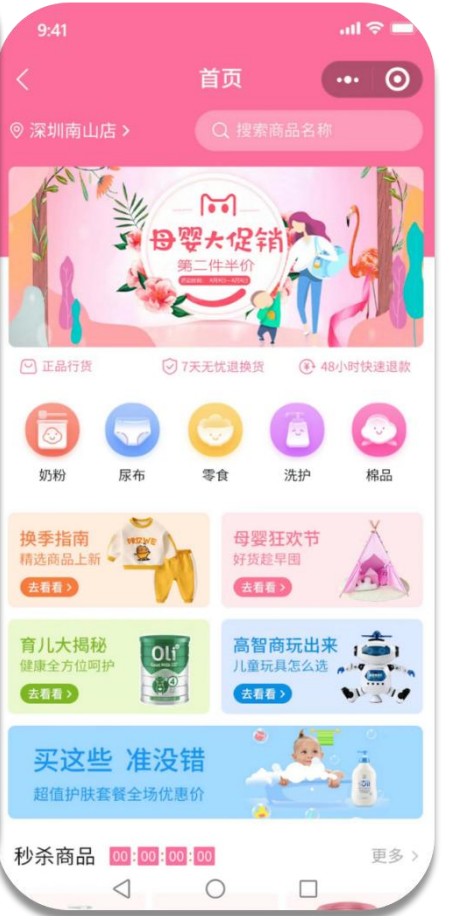 9:41
首页
深圳南山店
搜索商品名称
母婴大促销
第二件半价
正品行货
7天无忧退换货
48小时快速退款
奶粉
尿布
零食
洗护
棉品
换季指南
精选商品上新
去看看
母婴狂欢节
好货趁早囤
去看看
育儿大揭秘
健康全方位呵护
去看看
Oli
高智商玩出来
儿童玩具怎么选
去看看
买这些 准没错
超值护肤套餐全场优惠价
秒杀商品 00:00:00:00
更多